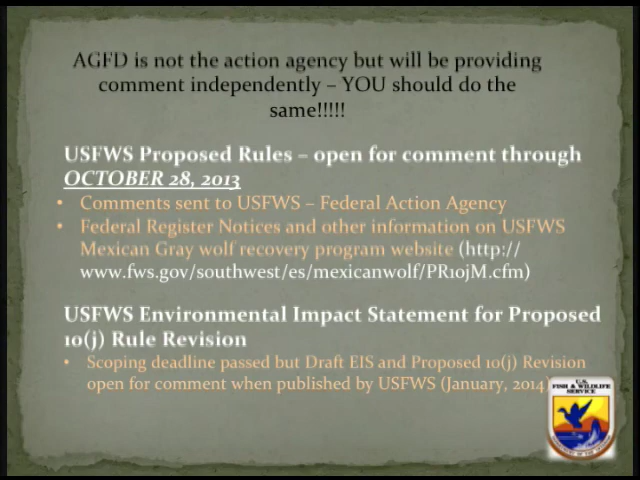 AGFD is not the action agency but will be providing
comment independently – YOU should do the
same!!!!!
USFWS Proposed Rules – open for comment through
OCTOBER 28, 2013
• Comments sent to USFWS – Federal Action Agency
• Federal Register Notices and other information on USFWS
Mexican Gray wolf recovery program website (http://
www.fws.gov/southwest/es/mexicanwolf/PR10jM.cfm)
USFWS Environmental Impact Statement for Proposed
10(j) Rule Revision
• Scoping deadline passed but Draft EIS and Proposed 10(j) Revision
open for comment when published by USFWS (January, 2014)
U.S.
FISH & WILDLIFE
SERVICE